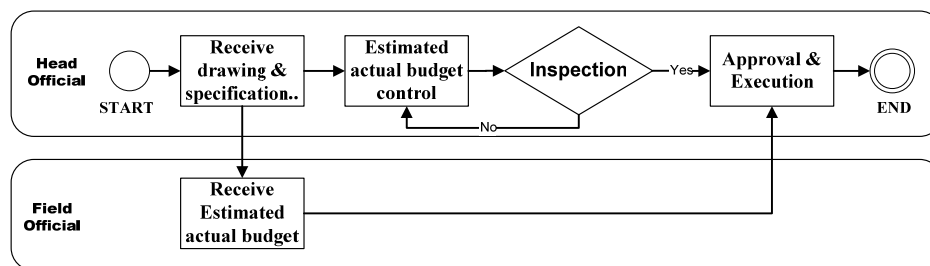 Head
Official
START
Receive
drawing &
specification..
Estimated
actual budget
control
Inspection
Yes
No
Approval &
Execution
END
Field
Official
Receive
Estimated
actual budget